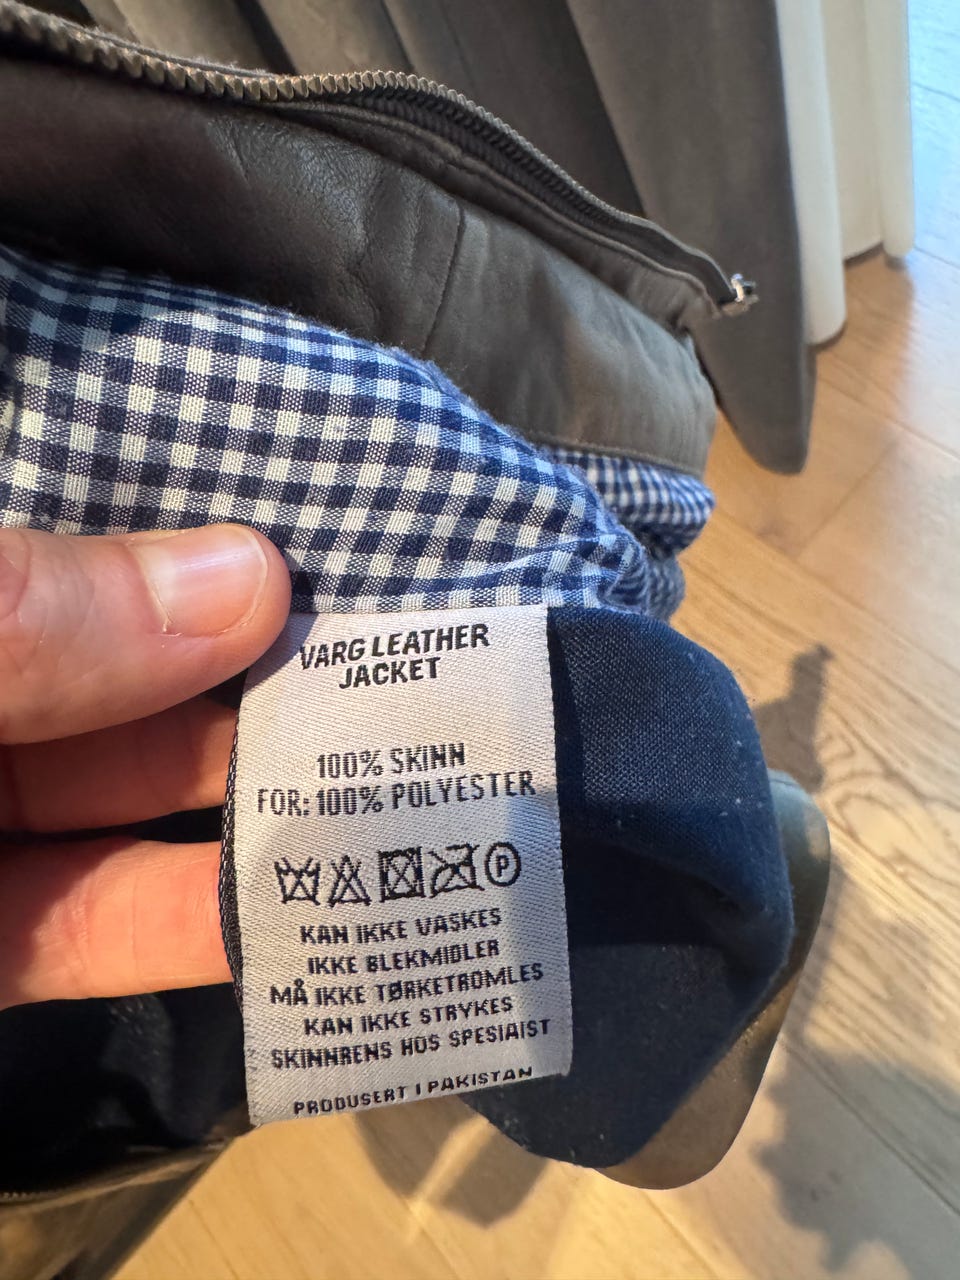 VARG LEATHER
JACKET
100% SKINN
FOR: 100% POLYESTER
P
KAN IKKE VASKES
IKKE BLEKMIDLER
MÅ IKKE TØRKETROMLES
KAN IKKE STRYKES
SKINNRENS HOS SPESIAIST
PRODUSERT I PAKISTAN